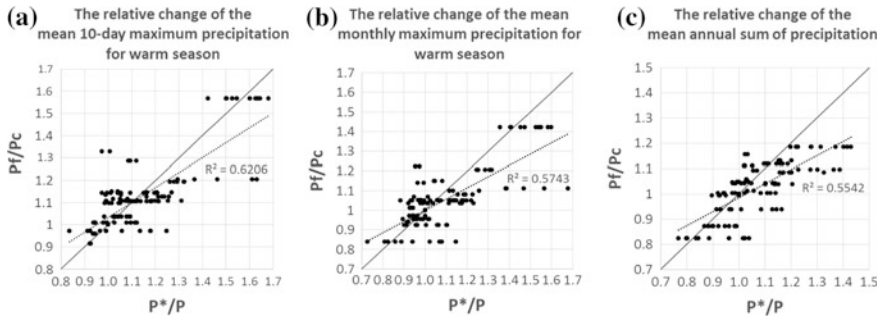 (a)
The relative change of the
mean 10-day maximum precipitation
for warm season
Pf/Pc
1.7
1.6
1.5
1.4
1.3
1.2
1.1
1
0.9
0.8
R² = 0.6206
0.8 0.9 1.0 1.1 1.2 1.3 1.4 1.5 1.6 1.7
P*/P
(b)
The relative change of the mean
monthly maximum precipitation for
warm season
Pf/Pc
1.7
1.6
1.5
1.4
1.3
1.2
1.1
1
0.9
0.8
0.7
R² = 0.5743
0.7 0.8 0.9 1.0 1.1 1.2 1.3 1.4 1.5 1.6 1.7
P*/P
(c)
The relative change of the
mean annual sum of precipitation
Pf/Pc
1.5
1.4
1.3
1.2
1.1
1.0
0.9
0.8
0.7
R² = 0.5542
0.7 0.8 0.9 1.0 1.1 1.2 1.3 1.4 1.5
P*/P